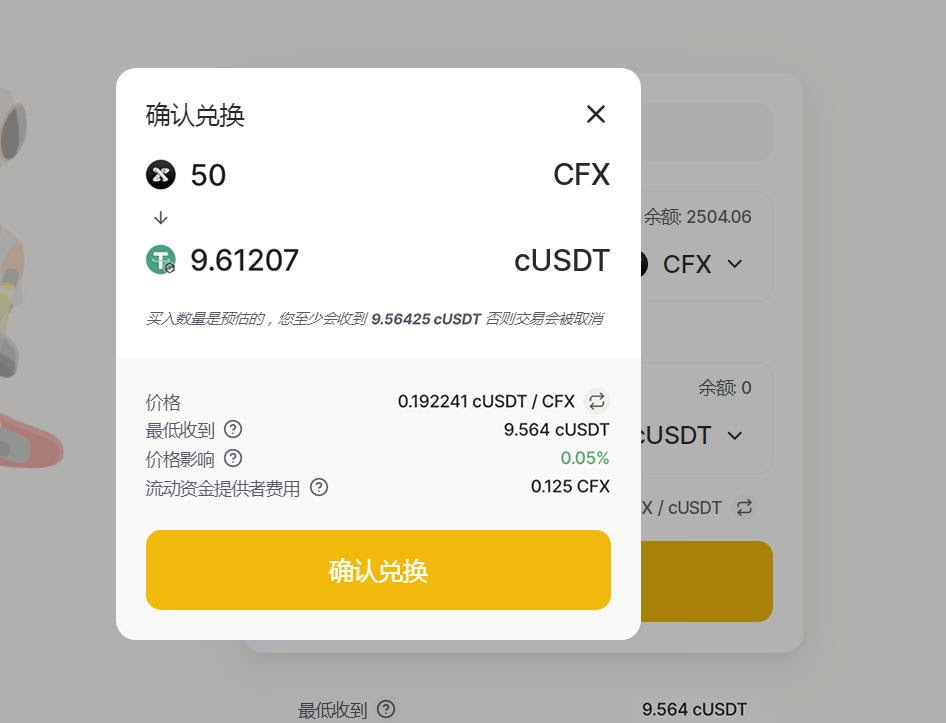 确认兑换
50 CFX
9.61207 cUSDT
买入数量是预估的，您至少会收到 9.56425 cUSDT 否则交易会被取消
价格 0.192241 cUSDT / CFX
最低收到 9.564 cUSDT
价格影响 0.05%
流动资金提供者费用 0.125 CFX
确认兑换
余额: 2504.06
CFX
余额: 0
cUSDT
X / cUSDT
最低收到 9.564 cUSDT